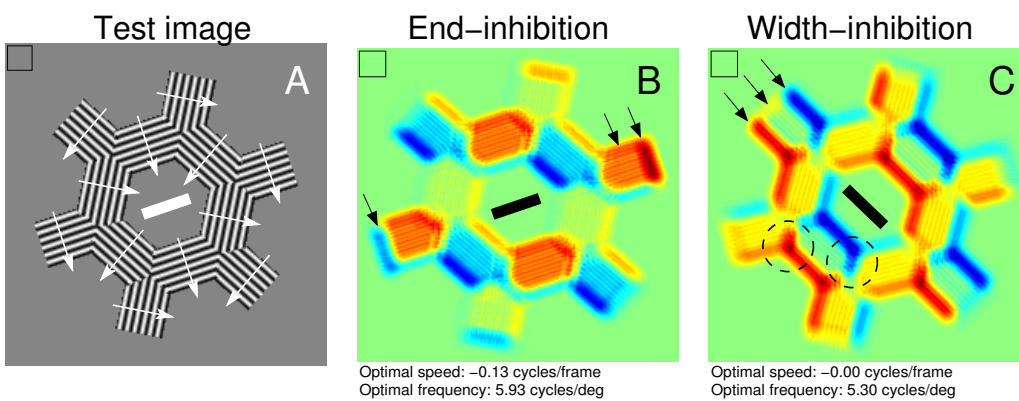 Test image
End−inhibition
Width−inhibition
A
B
C
Optimal speed: −0.13 cycles/frame
Optimal frequency: 5.93 cycles/deg
Optimal speed: −0.00 cycles/frame
Optimal frequency: 5.30 cycles/deg